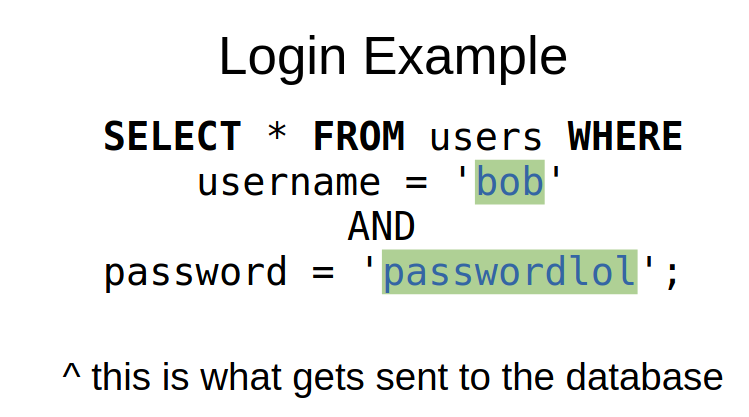 Login Example
SELECT * FROM users WHERE
username = 'bob'
AND
password = 'passwordlol';
^ this is what gets sent to the database